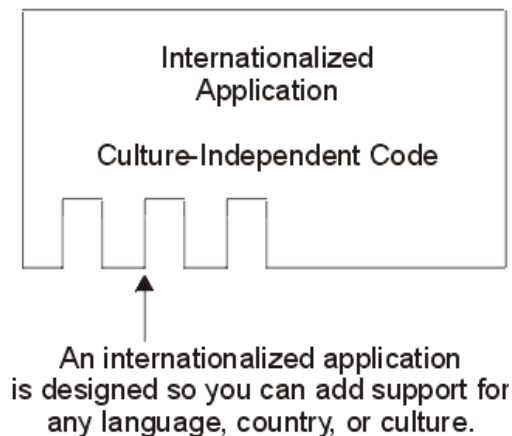 Internationalized
Application
Culture-Independent Code
An internationalized application
is designed so you can add support for
any language, country, or culture.